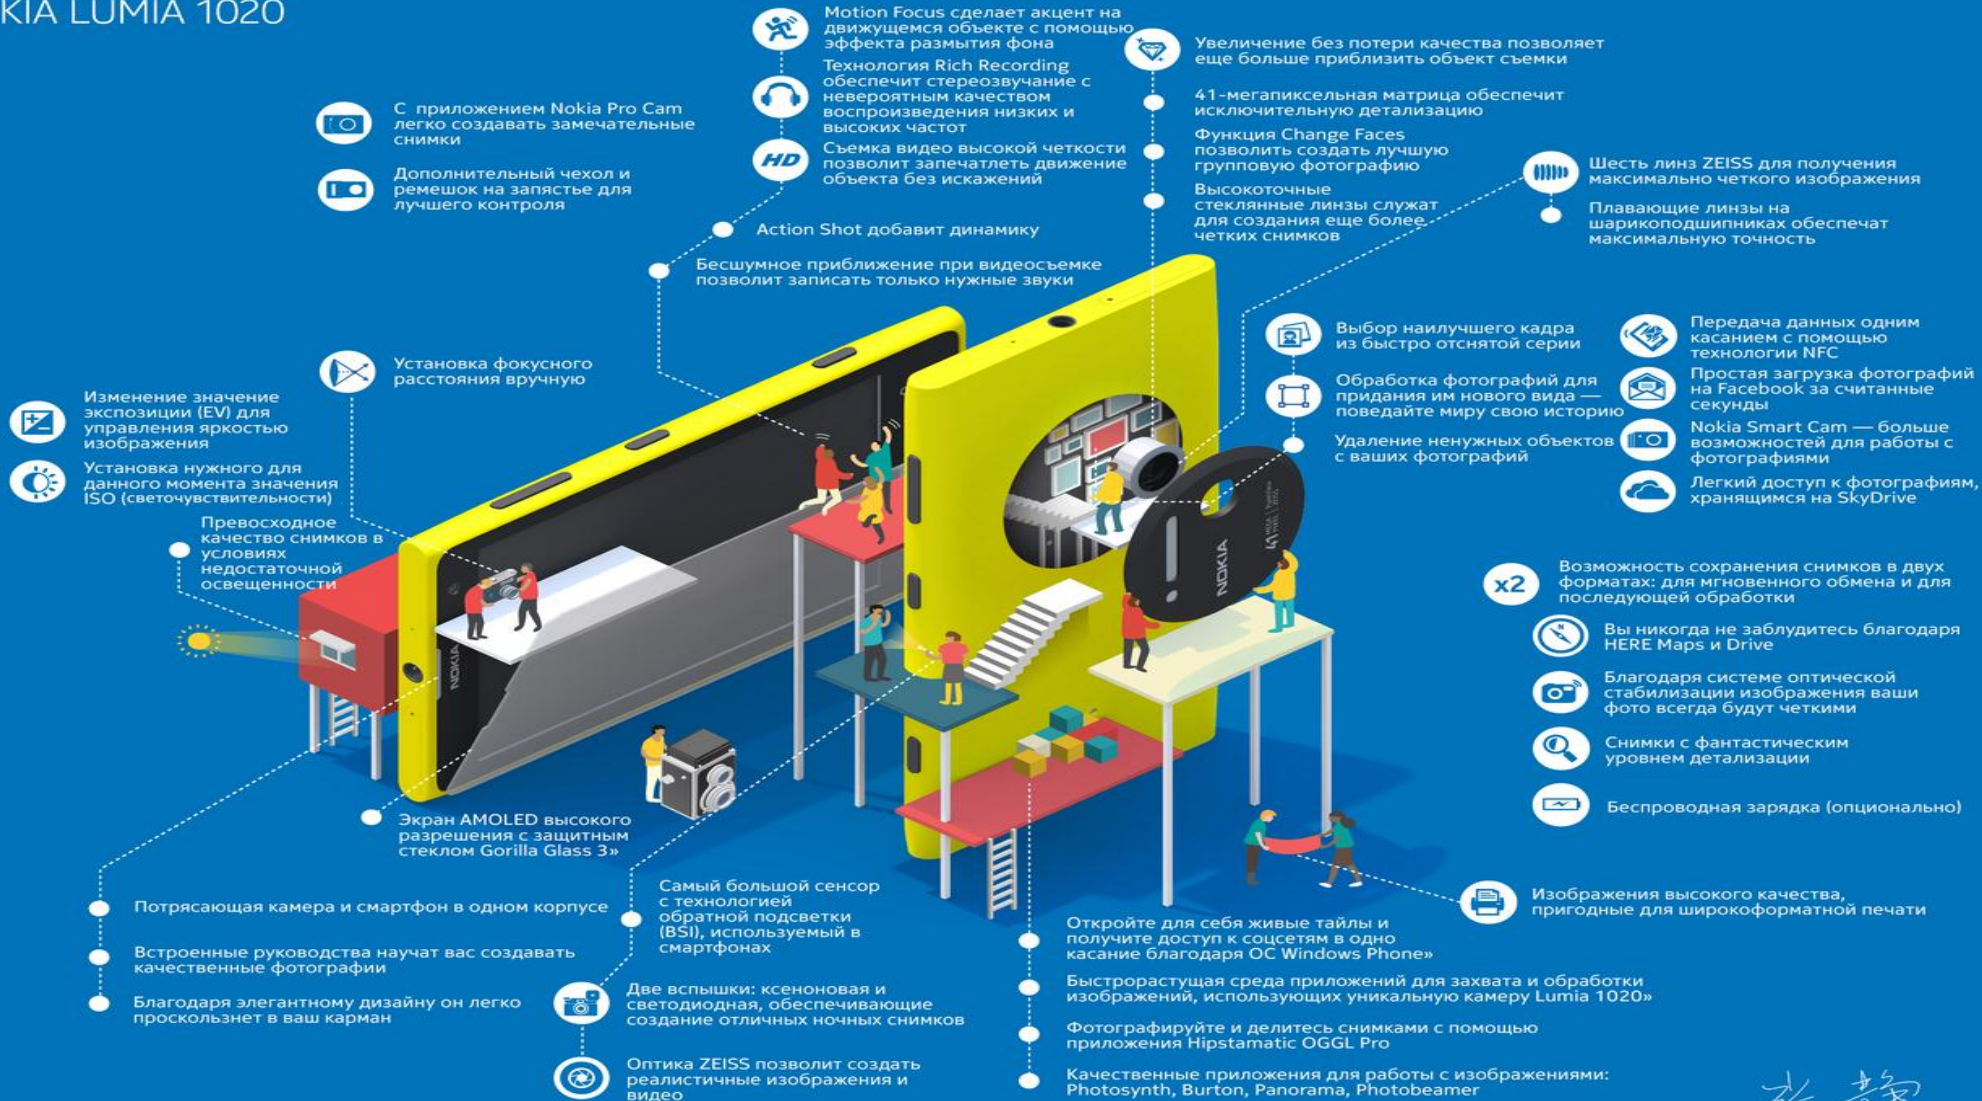 KIA LUMIA 1020
Motion Focus сделает акцент на
движущемся объекте с помощью
эффекта размытия фона
Технология Rich Recording
обеспечит стереозвучание с
невероятным качеством
воспроизведения низких и
высоких частот
HD
Съемка видео высокой четкости
позволит запечатлеть движение
объекта без искажений
Action Shot добавит динамику
Бесшумное приближение при видеосъемке
позволит записать только нужные звуки
С приложением Nokia Pro Cam
легко создавать замечательные
снимки
Дополнительный чехол и
ремешок на запястье для
лучшего контроля
Увеличение без потери качества позволяет
еще больше приблизить объект съемки
41-мегапиксельная матрица обеспечит
исключительную детализацию
Функция Change Faces
позволить создать лучшую
групповую фотографию
Высокоточные
стеклянные линзы служат
для создания еще более
четких снимков
Шесть линз ZEISS для получения
максимально четкого изображения
Плавающие линзы на
шарикоподшипниках обеспечат
максимальную точность
Установка фокусного
расстояния вручную
Изменение значение
экспозиции (EV) для
управления яркостью
изображения
Установка нужного для
данного момента значения
ISO (светочувствительности)
Превосходное
качество снимков в
условиях
недостаточной
освещенности
Выбор наилучшего кадра
из быстро отснятой серии
Обработка фотографий для
придания им нового вида —
поведайте миру свою историю
Удаление ненужных объектов
с ваших фотографий
Передача данных одним
касанием с помощью
технологии NFC
Простая загрузка фотографий
на Facebook за считанные
секунды
Nokia Smart Cam — больше
возможностей для работы с
фотографиями
Легкий доступ к фотографиям,
хранящимся на SkyDrive
NOKIA
NOKIA
41
x2
Возможность сохранения снимков в двух
форматах: для мгновенного обмена и для
последующей обработки
N
Вы никогда не заблудитесь благодаря
HERE Maps и Drive
Благодаря системе оптической
стабилизации изображения ваши
фото всегда будут четкими
Снимки с фантастическим
уровнем детализации
Беспроводная зарядка (опционально)
Экран AMOLED высокого
разрешения с защитным
стеклом Gorilla Glass 3»
Потрясающая камера и смартфон в одном корпусе
Встроенные руководства научат вас создавать
качественные фотографии
Благодаря элегантному дизайну он легко
проскользнет в ваш карман
Самый большой сенсор
с технологией
обратной подсветки
(BSI), используемый в
смартфонах
Две вспышки: ксеноновая и
светодиодная, обеспечивающие
создание отличных ночных снимков
Оптика ZEISS позволит создать
реалистичные изображения и
видео
Изображения высокого качества,
пригодные для широкоформатной печати
Откройте для себя живые тайлы и
получите доступ к соцсетям в одно
касание благодаря ОС Windows Phone»
Быстрорастущая среда приложений для захвата и обработки
изображений, использующих уникальную камеру Lumia 1020»
Фотографируйте и делитесь снимками с помощью
приложения Hipstamatic OGGL Pro
Качественные приложения для работы с изображениями:
Photosynth, Burton, Panorama, Photobeamer